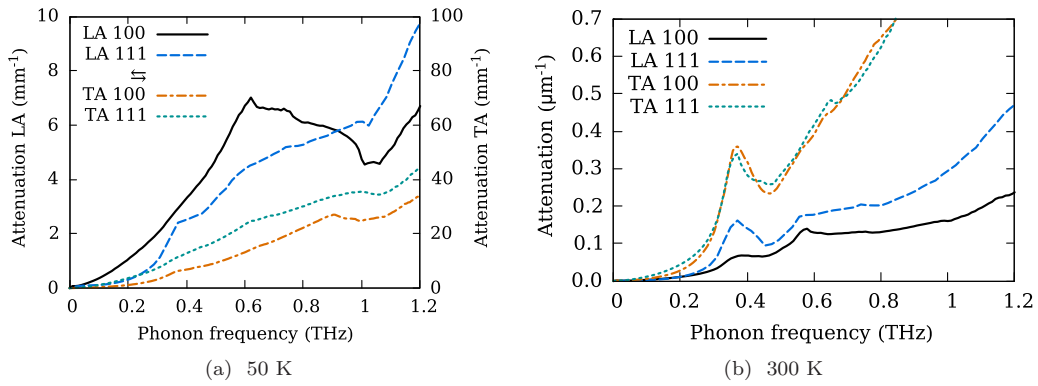 10
8
6
4
2
0
100
80
60
40
20
0
0
0.2
0.4
0.6
0.8
1
1.2
Attenuation LA (mm⁻¹)
Attenuation TA (mm⁻¹)
LA 100
LA 111
⇆
TA 100
TA 111
Phonon frequency (THz)
(a) 50 K
0.7
0.6
0.5
0.4
0.3
0.2
0.1
0.0
0
0.2
0.4
0.6
0.8
1
1.2
Attenuation (μm⁻¹)
LA 100
LA 111
TA 100
TA 111
Phonon frequency (THz)
(b) 300 K